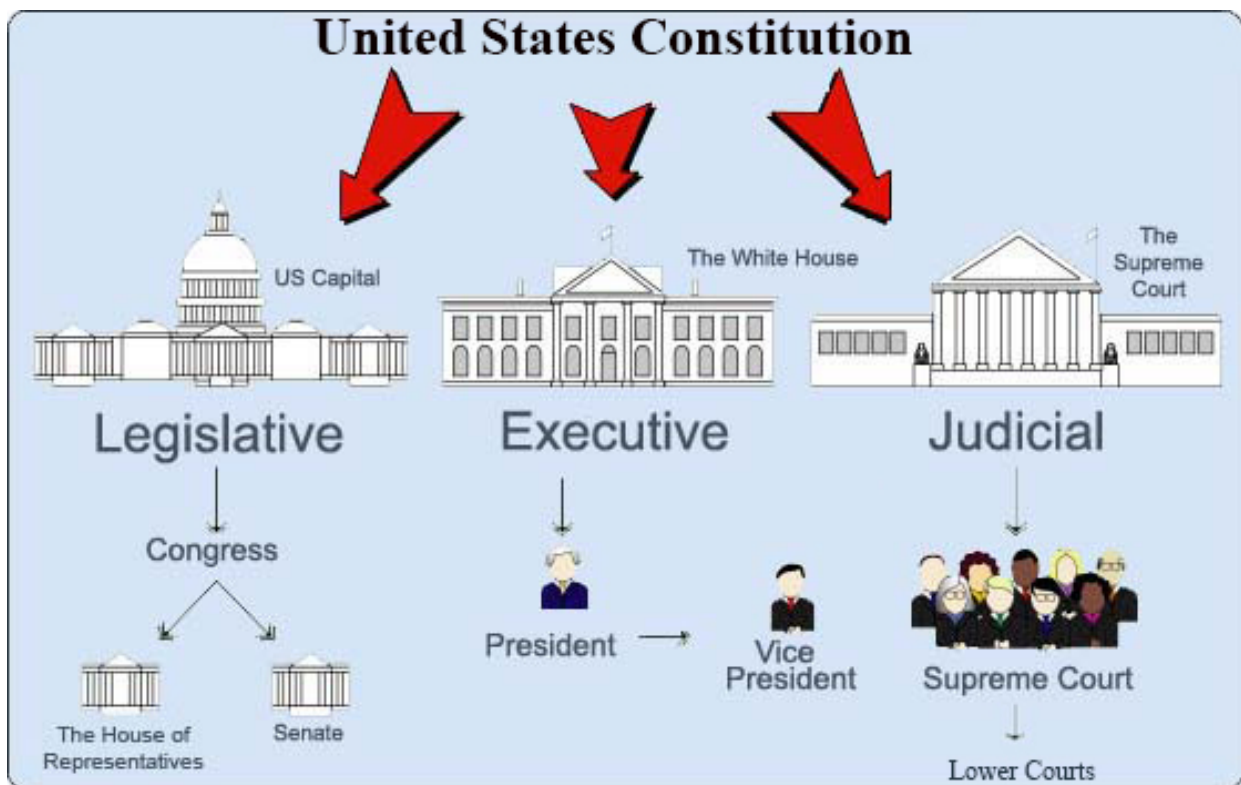 United States Constitution
US Capital
The White House
The
Supreme
Court
Legislative
Executive
Judicial
Congress
The House of
Representatives
Senate
President
Vice
President
Supreme Court
Lower Courts